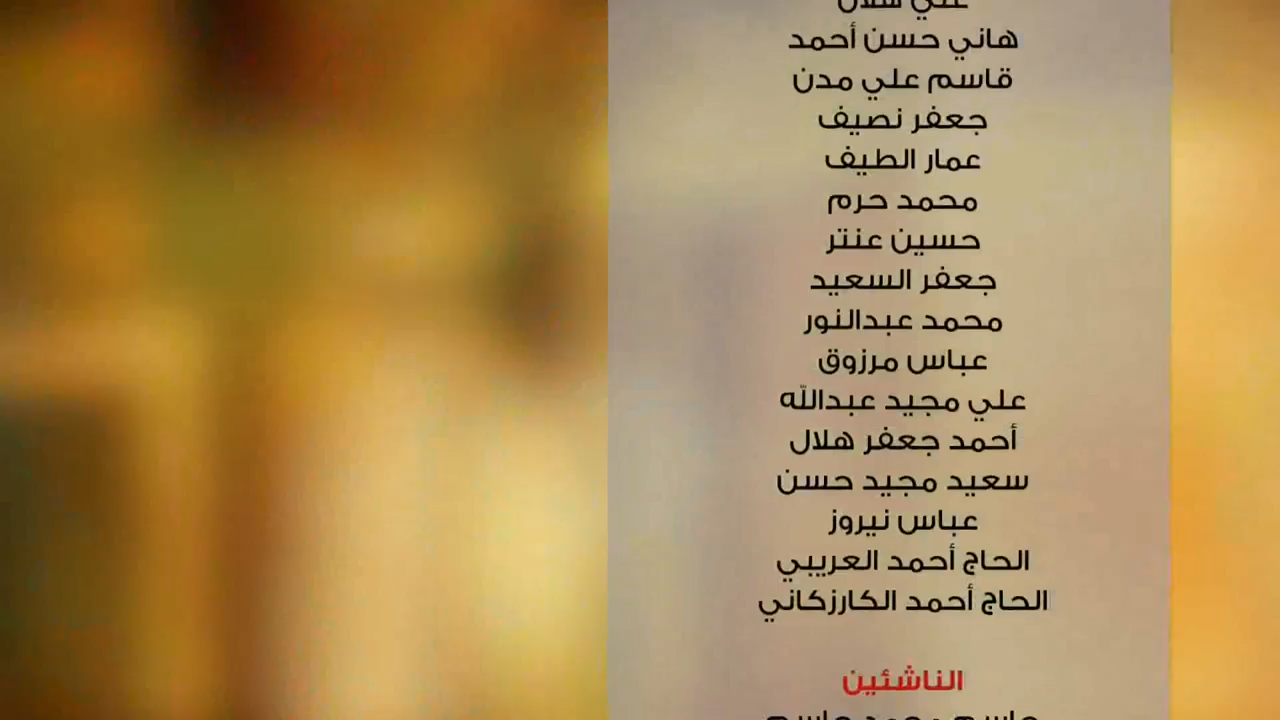 علي هلال
هاني حسن أحمد
قاسم علي مدن
جعفر نصيف
عمار الطيف
محمد حرم
حسين عنتر
جعفر السعيد
محمد عبدالنور
عباس مرزوق
علي مجيد عبدالله
أحمد جعفر هلال
سعيد مجيد حسن
عباس نيروز
الحاج أحمد العريبي
الحاج أحمد الكارزكاني
الناشئين